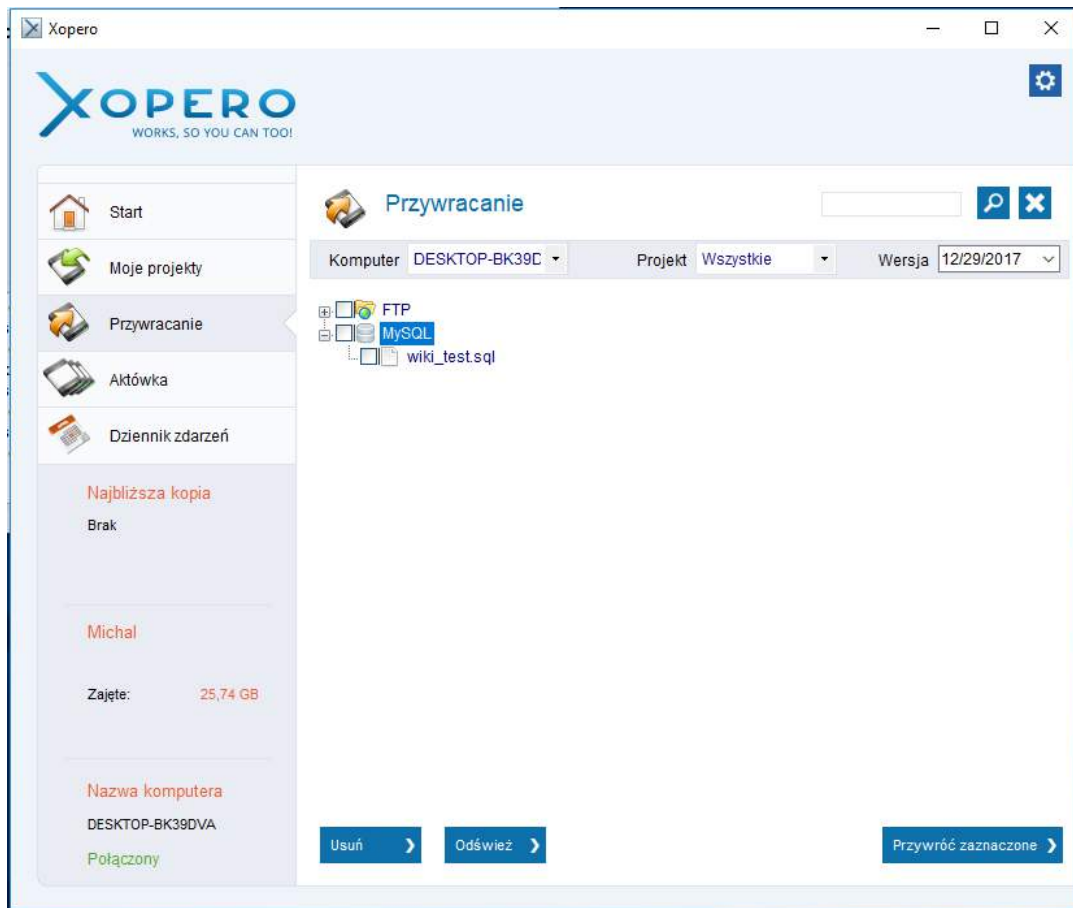 Xopero
XOPERO
WORKS, SO YOU CAN TOO!
Start
Moje projekty
Przywracanie
Aktówka
Dziennik zdarzeń
Najbliższa kopia
Brak
Michal
Zajęte: 25,74 GB
Nazwa komputera
DESKTOP-BK39DVA
Połączony
Przywracanie
Komputer DESKTOP-BK39D Projekt Wszystkie Wersja 12/29/2017
FTP
MySQL
wiki_test.sql
Usuń Odśwież Przywróć zaznaczone